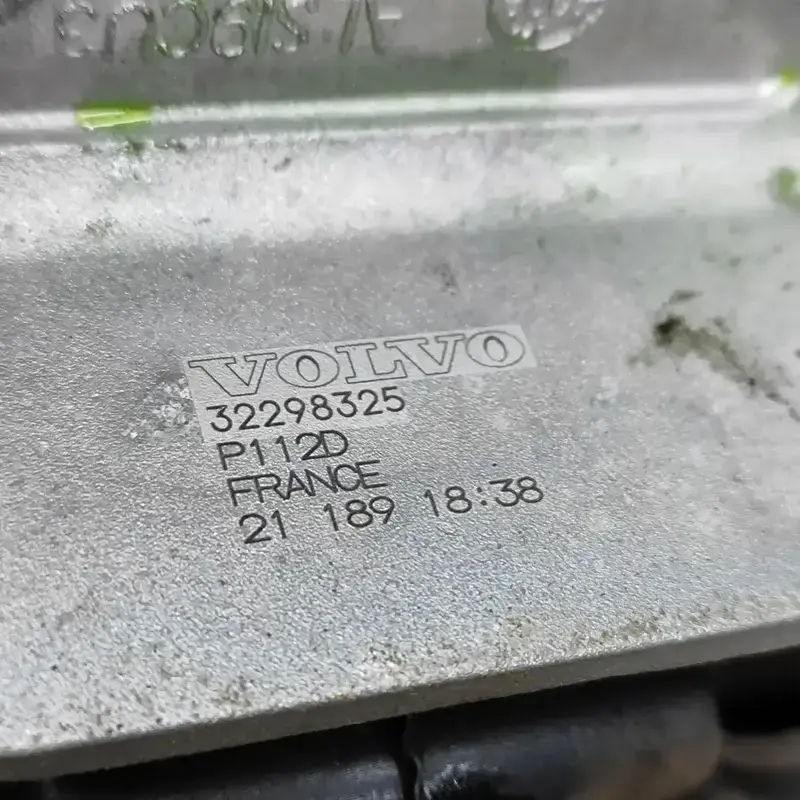 VOLVO
32298325
P112D
FRANCE
21 189 18:38